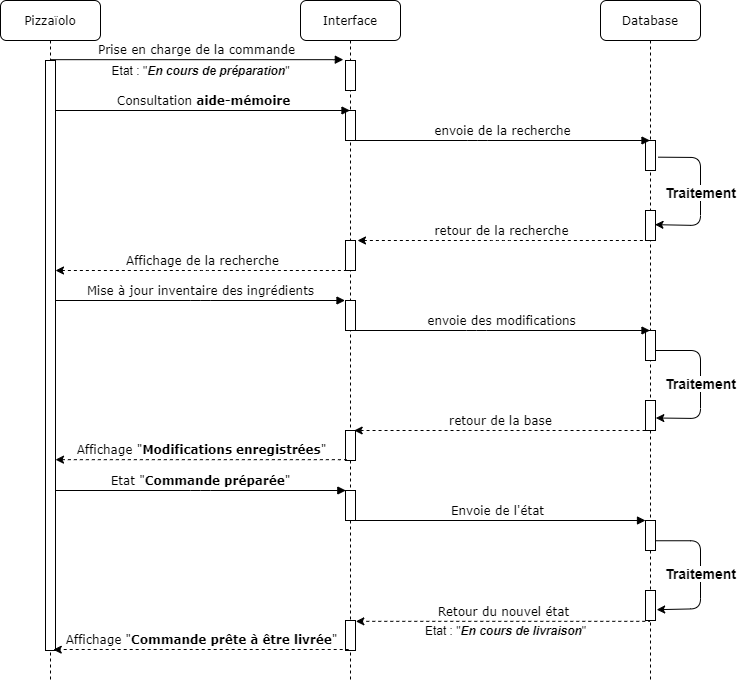 Pizzaïolo
Interface
Database
Prise en charge de la commande
Etat : "En cours de préparation"
Consultation aide-mémoire
envoie de la recherche
Traitement
retour de la recherche
Affichage de la recherche
Mise à jour inventaire des ingrédients
envoie des modifications
Traitement
retour de la base
Affichage "Modifications enregistrées"
Etat "Commande préparée"
Envoie de l'état
Traitement
Retour du nouvel état
Etat : "En cours de livraison"
Affichage "Commande prête à être livrée"